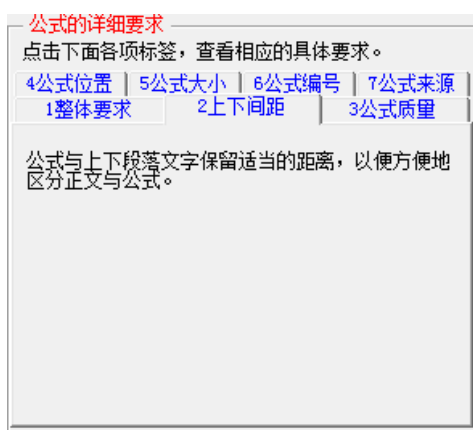 公式的详细要求
点击下面各项标签，查看相应的具体要求。
4公式位置 5公式大小 6公式编号 7公式来源
1整体要求 2上下间距 3公式质量
公式与上下段落文字保留适当的距离，以便方便地
区分正文与公式。